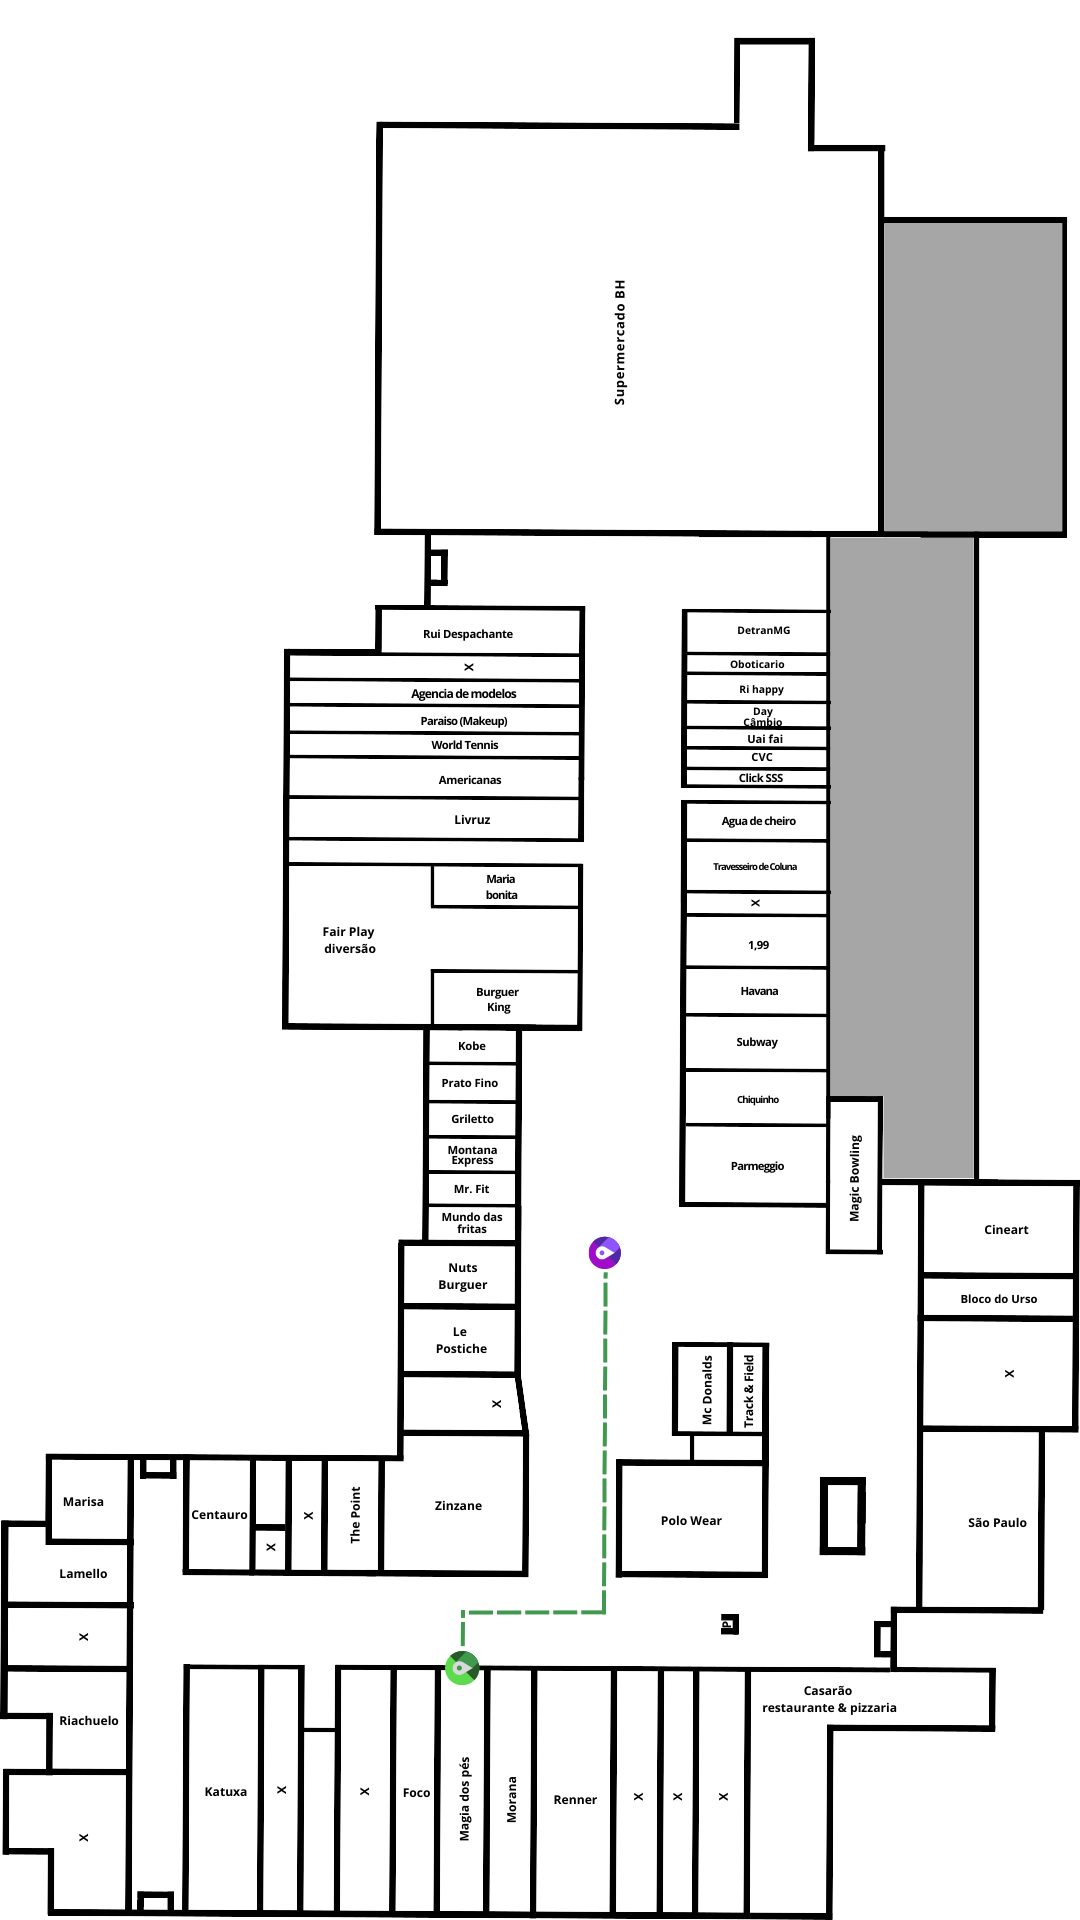 Supermercado BH
Rui Despachante
X
Agencia de modelos
Paraiso (Makeup)
World Tennis
Americanas
Livruz
Maria
bonita
Fair Play
diversão
Burguer
King
Kobe
Prato Fino
Griletto
Montana
Express
Mr. Fit
Mundo das
fritas
Nuts
Burguer
Le
Postiche
X
Zinzane
DetranMG
Oboticario
Ri happy
Day
Câmbio
Uai fai
CVC
Click SSS
Agua de cheiro
Travesseiro de Coluna
X
1,99
Havana
Subway
Chiquinho
Parmeggio
Magic Bowling
Cineart
Bloco do Urso
X
São Paulo
Mc Donalds
Track & Field
Polo Wear
P
Marisa
Lamello
X
Riachuelo
X
Centauro
X
X
The Point
Katuxa
X
X
Foco
Magia dos pés
Morana
Renner
X
X
X
Casarão
restaurante & pizzaria